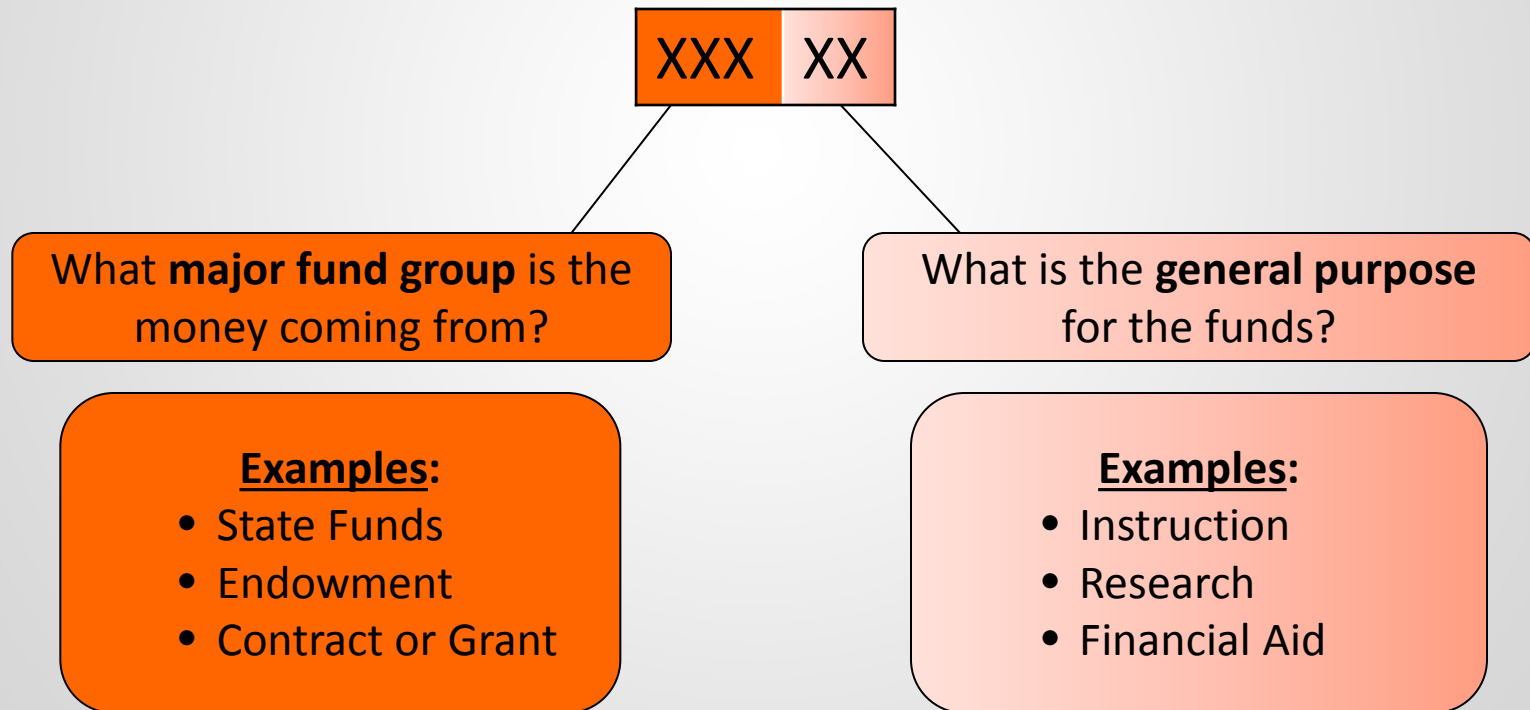 XXX XX
What major fund group is the
money coming from?
What is the general purpose
for the funds?
Examples:
• State Funds
• Endowment
• Contract or Grant
Examples:
• Instruction
• Research
• Financial Aid